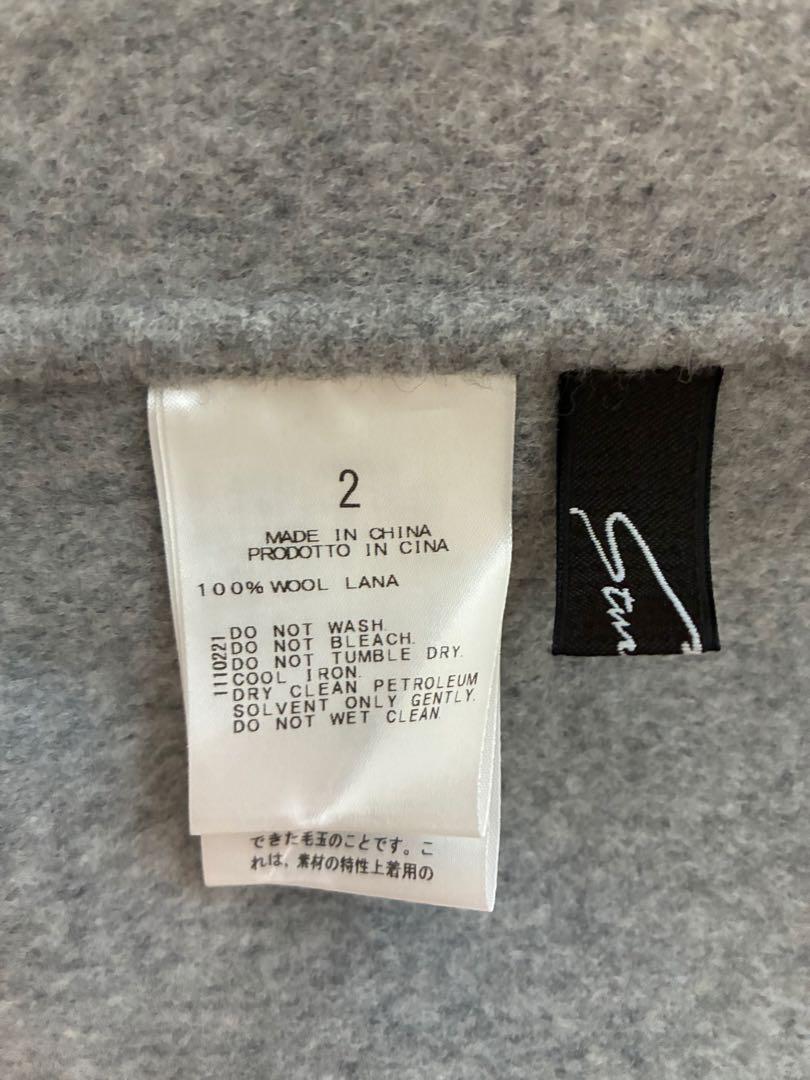 2
MADE IN CHINA
PRODOTTO IN CINA
100% WOOL LANA
DO NOT WASH.
DO NOT BLEACH.
DO NOT TUMBLE DRY.
COOL IRON.
DRY CLEAN PETROLEUM
SOLVENT ONLY GENTLY.
DO NOT WET CLEAN.
1110221
できた毛玉のことです。こ
れは、素材の特性上着用の